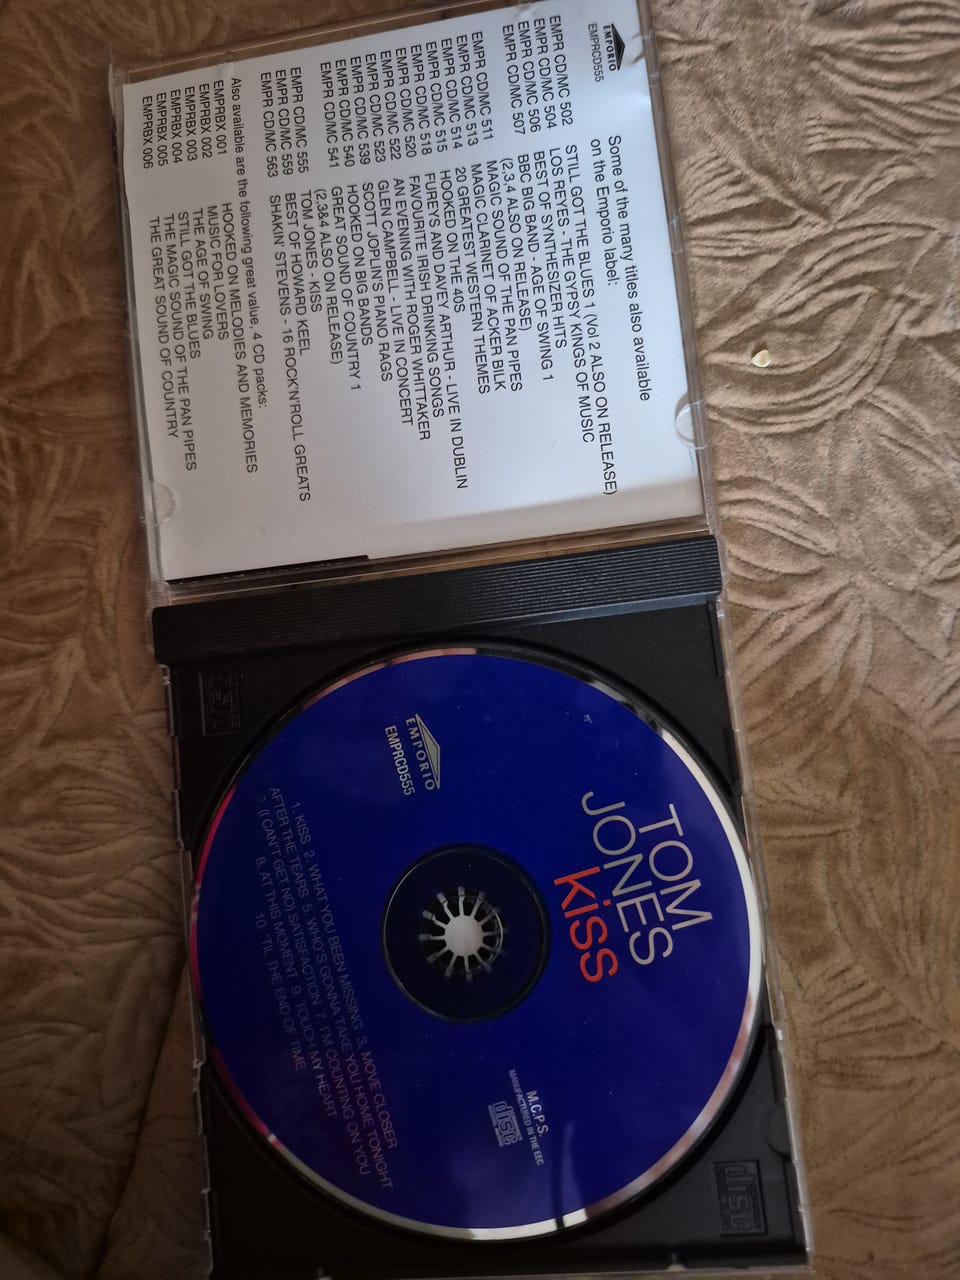 EMPORIO
EMPRCD555
Some of the many titles also available
on the Emporio label:
EMPR CD/MC 502 STILL GOT THE BLUES 1 (Vol 2 ALSO ON RELEASE)
EMPR CD/MC 504 LOS REYES - THE GYPSY KINGS OF MUSIC
EMPR CD/MC 506 BEST OF SYNTHESIZER HITS
EMPR CD/MC 507 BBC BIG BAND - AGE OF SWING 1
(2,3,4 ALSO ON RELEASE)
EMPR CD/MC 511 MAGIC SOUND OF THE PAN PIPES
EMPR CD/MC 513 MAGIC CLARINET OF ACKER BILK
EMPR CD/MC 514 20 GREATEST WESTERN THEMES
EMPR CD/MC 515 HOOKED ON THE 40S
EMPR CD/MC 518 FUREYS AND DAVEY ARTHUR - LIVE IN DUBLIN
EMPR CD/MC 520 FAVOURITE IRISH DRINKING SONGS
EMPR CD/MC 522 AN EVENING WITH ROGER WHITTAKER
EMPR CD/MC 523 GLEN CAMPBELL - LIVE IN CONCERT
EMPR CD/MC 539 SCOTT JOPLIN'S PIANO RAGS
EMPR CD/MC 540 HOOKED ON BIG BANDS
EMPR CD/MC 541 GREAT SOUND OF COUNTRY 1
(2,3&4 ALSO ON RELEASE)
EMPR CD/MC 555 TOM JONES - KISS
EMPR CD/MC 559 BEST OF HOWARD KEEL
EMPR CD/MC 563 SHAKIN' STEVENS - 16 ROCK'N'ROLL GREATS
Also available are the following great value, 4 CD packs:
EMPRBX 001 HOOKED ON MELODIES AND MEMORIES
EMPRBX 002 MUSIC FOR LOVERS
EMPRBX 003 THE AGE OF SWING
EMPRBX 004 STILL GOT THE BLUES
EMPRBX 005 THE MAGIC SOUND OF THE PAN PIPES
EMPRBX 006 THE GREAT SOUND OF COUNTRY
TOM
JONES
kiss
EMPORIO
EMPRCD555
M.C.P.S.
MANUFACTURED IN THE EEC
disc
1. KISS 2. WHAT YOU BEEN MISSING 3. MOVE CLOSER
AFTER THE TEARS 5. WHO'S GONNA TAKE YOU HOME TONIGHT
(I CAN'T GET NO) SATISFACTION 7. I'M COUNTING ON YOU
8. AT THIS MOMENT 9. TOUCH MY HEART
10. 'TIL THE END OF TIME
disc